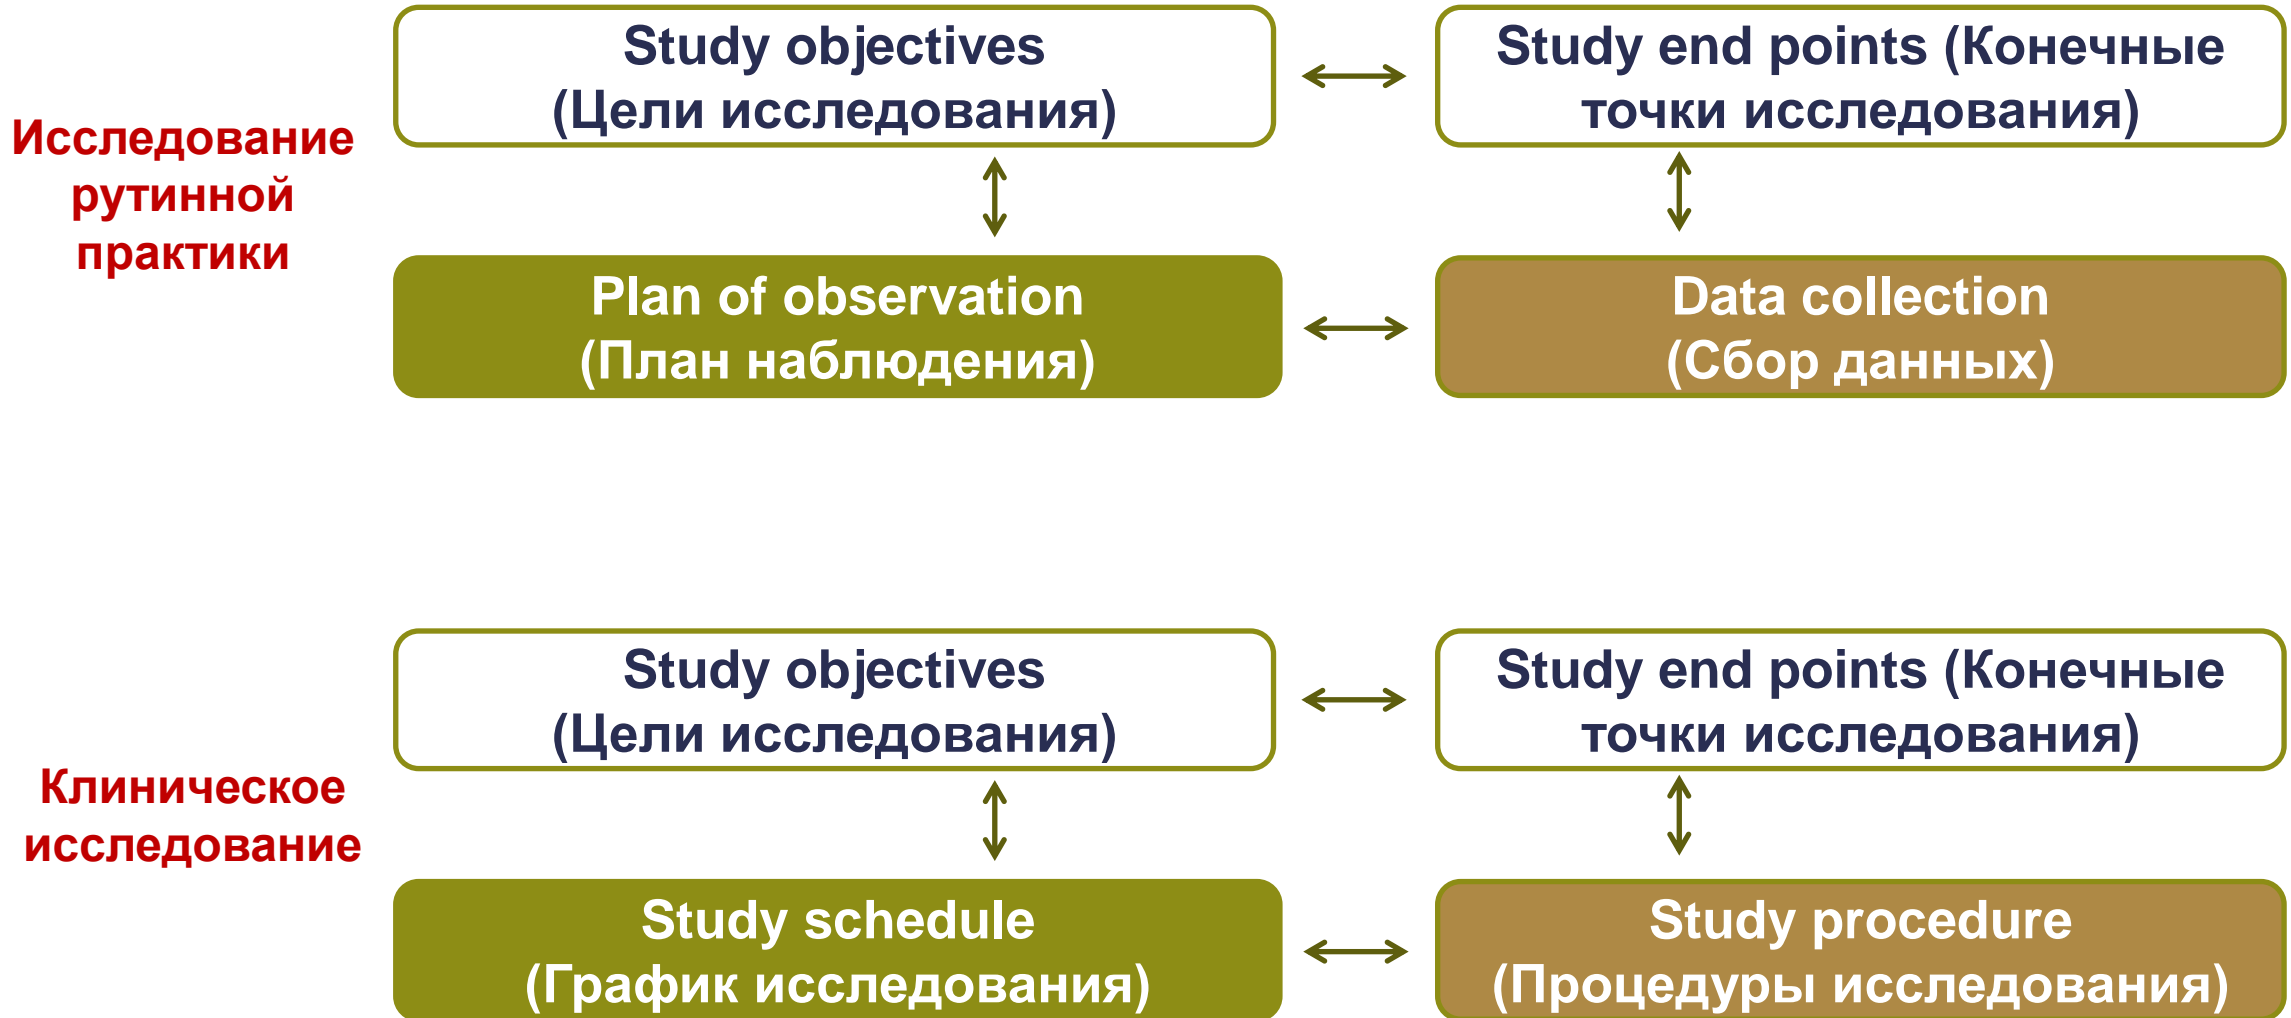 Исследование
рутинной
практики
Study objectives
(Цели исследования)
Study end points (Конечные
точки исследования)
Plan of observation
(План наблюдения)
Data collection
(Сбор данных)
Клиническое
исследование
Study objectives
(Цели исследования)
Study end points (Конечные
точки исследования)
Study schedule
(График исследования)
Study procedure
(Процедуры исследования)